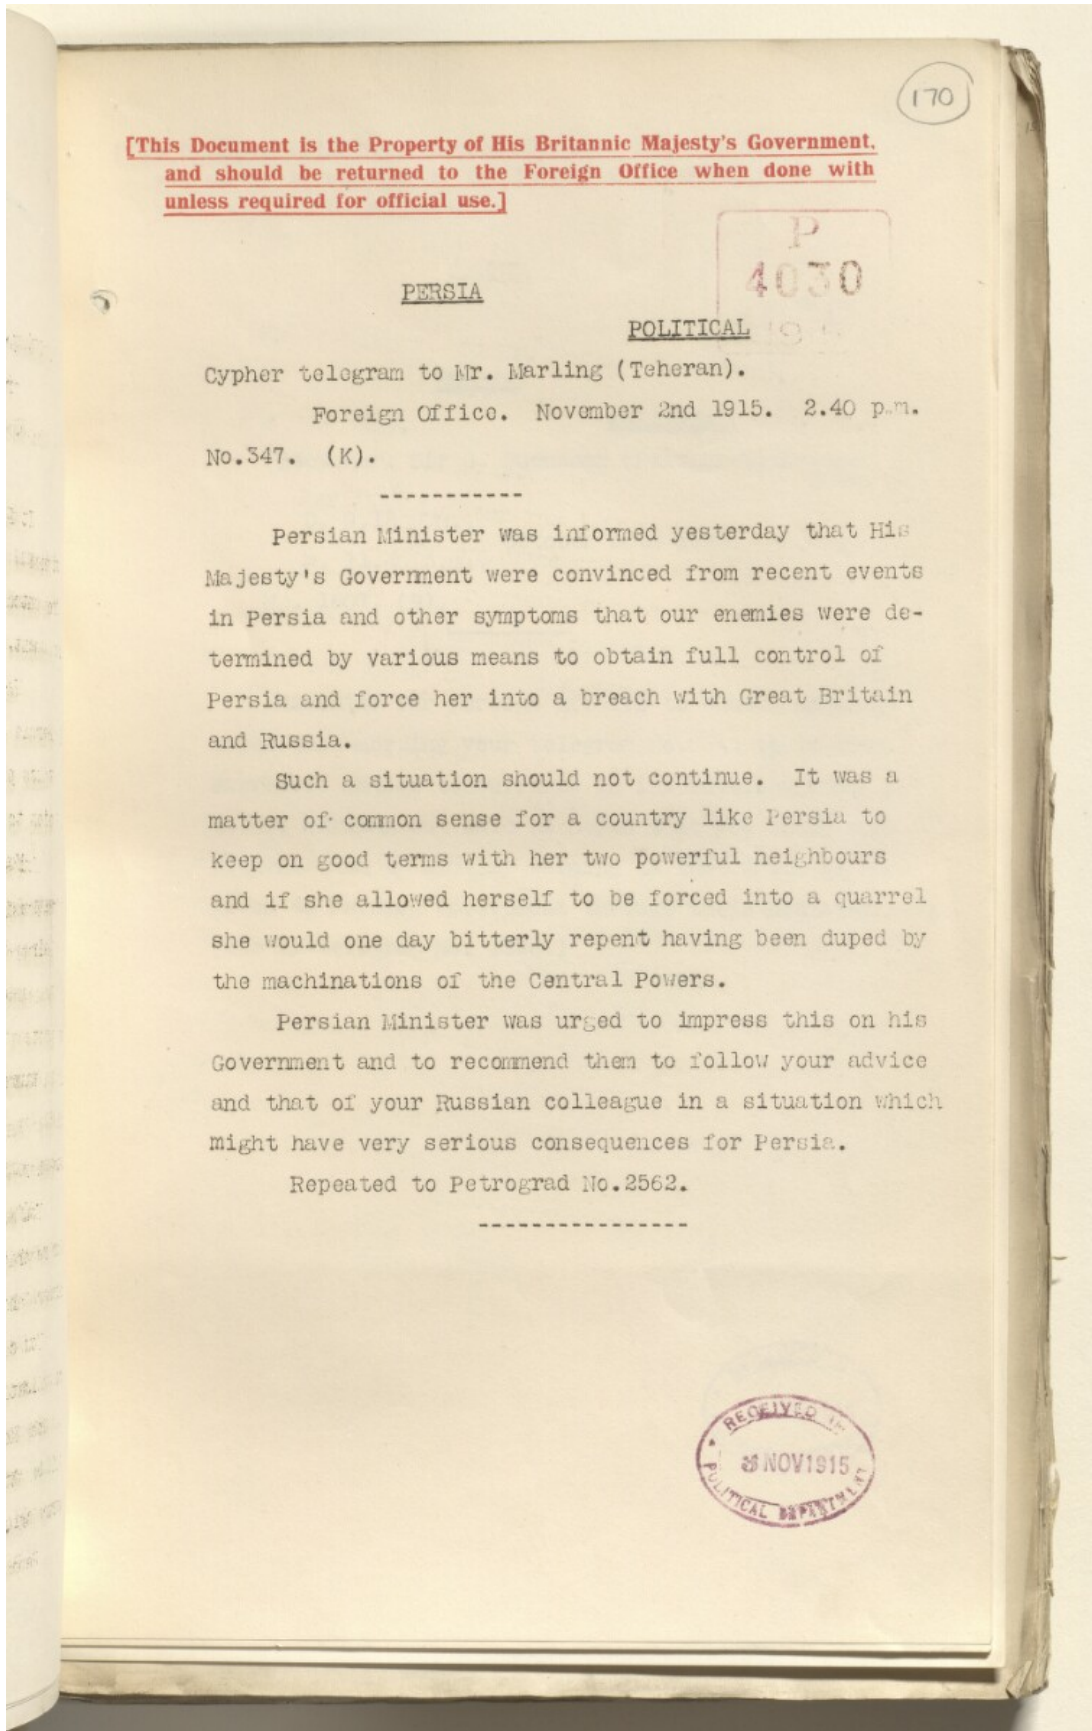 170
[This Document is the Property of His Britannic Majesty's Government,
and should be returned to the Foreign Office when done with
unless required for official use.]
P
4030
PERSIA
POLITICAL
Cypher telegram to Mr. Marling (Teheran).
Foreign Office. November 2nd 1915. 2.40 p.m.
No.347. (K).
-----------
Persian Minister was informed yesterday that His
Majesty's Government were convinced from recent events
in Persia and other symptoms that our enemies were de-
termined by various means to obtain full control of
Persia and force her into a breach with Great Britain
and Russia.
Such a situation should not continue. It was a
matter of common sense for a country like Persia to
keep on good terms with her two powerful neighbours
and if she allowed herself to be forced into a quarrel
she would one day bitterly repent having been duped by
the machinations of the Central Powers.
Persian Minister was urged to impress this on his
Government and to recommend them to follow your advice
and that of your Russian colleague in a situation which
might have very serious consequences for Persia.
Repeated to Petrograd No.2562.
----------------
RECEIVED IN
NOV 1915
POLITICAL DEPARTMENT